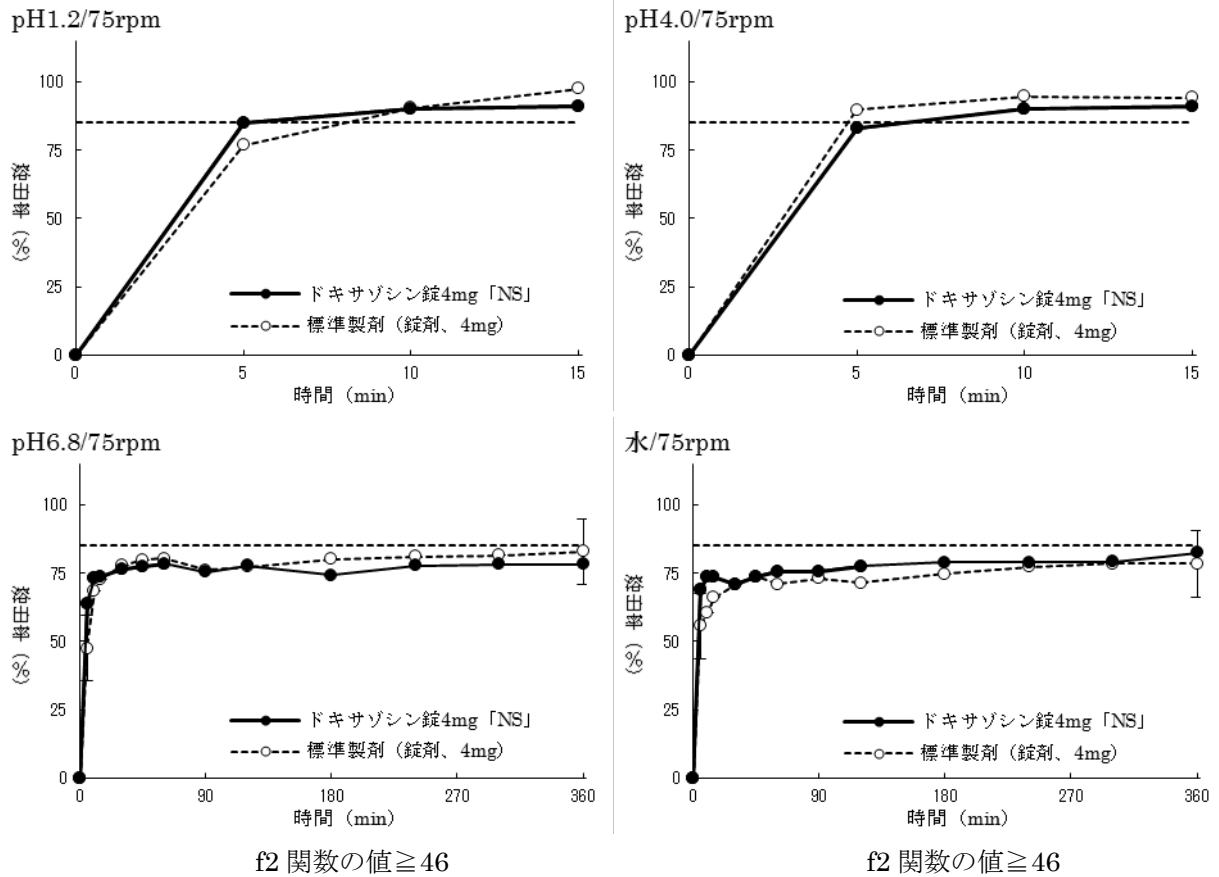 pH1.2/75rpm
100
75
50
25
0
溶出率 (%)
ドキサゾシン錠4mg「NS」
標準製剤（錠剤、4mg）
0 5 10 15
時間（min）
pH4.0/75rpm
100
75
50
25
0
溶出率 (%)
ドキサゾシン錠4mg「NS」
標準製剤（錠剤、4mg）
0 5 10 15
時間（min）
pH6.8/75rpm
100
75
50
25
0
溶出率 (%)
ドキサゾシン錠4mg「NS」
標準製剤（錠剤、4mg）
0 90 180 270 360
時間（min）
f2 関数の値≧46
水/75rpm
100
75
50
25
0
溶出率 (%)
ドキサゾシン錠4mg「NS」
標準製剤（錠剤、4mg）
0 90 180 270 360
時間（min）
f2 関数の値≧46